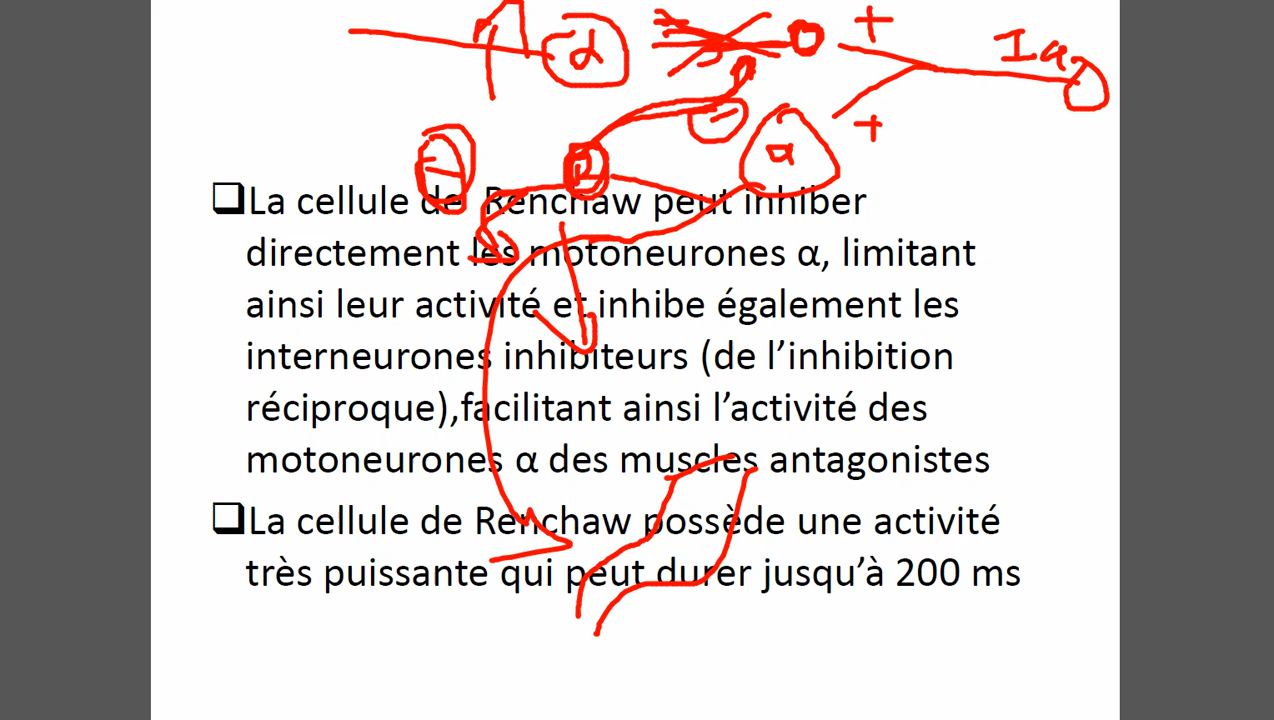 +
Ia
α
+
α
−
−
R
❑La cellule de Renchaw peut inhiber
directement les motoneurones α, limitant
ainsi leur activité et inhibe également les
interneurones inhibiteurs (de l’inhibition
réciproque),facilitant ainsi l’activité des
motoneurones α des muscles antagonistes
❑La cellule de Renchaw possède une activité
très puissante qui peut durer jusqu’à 200 ms